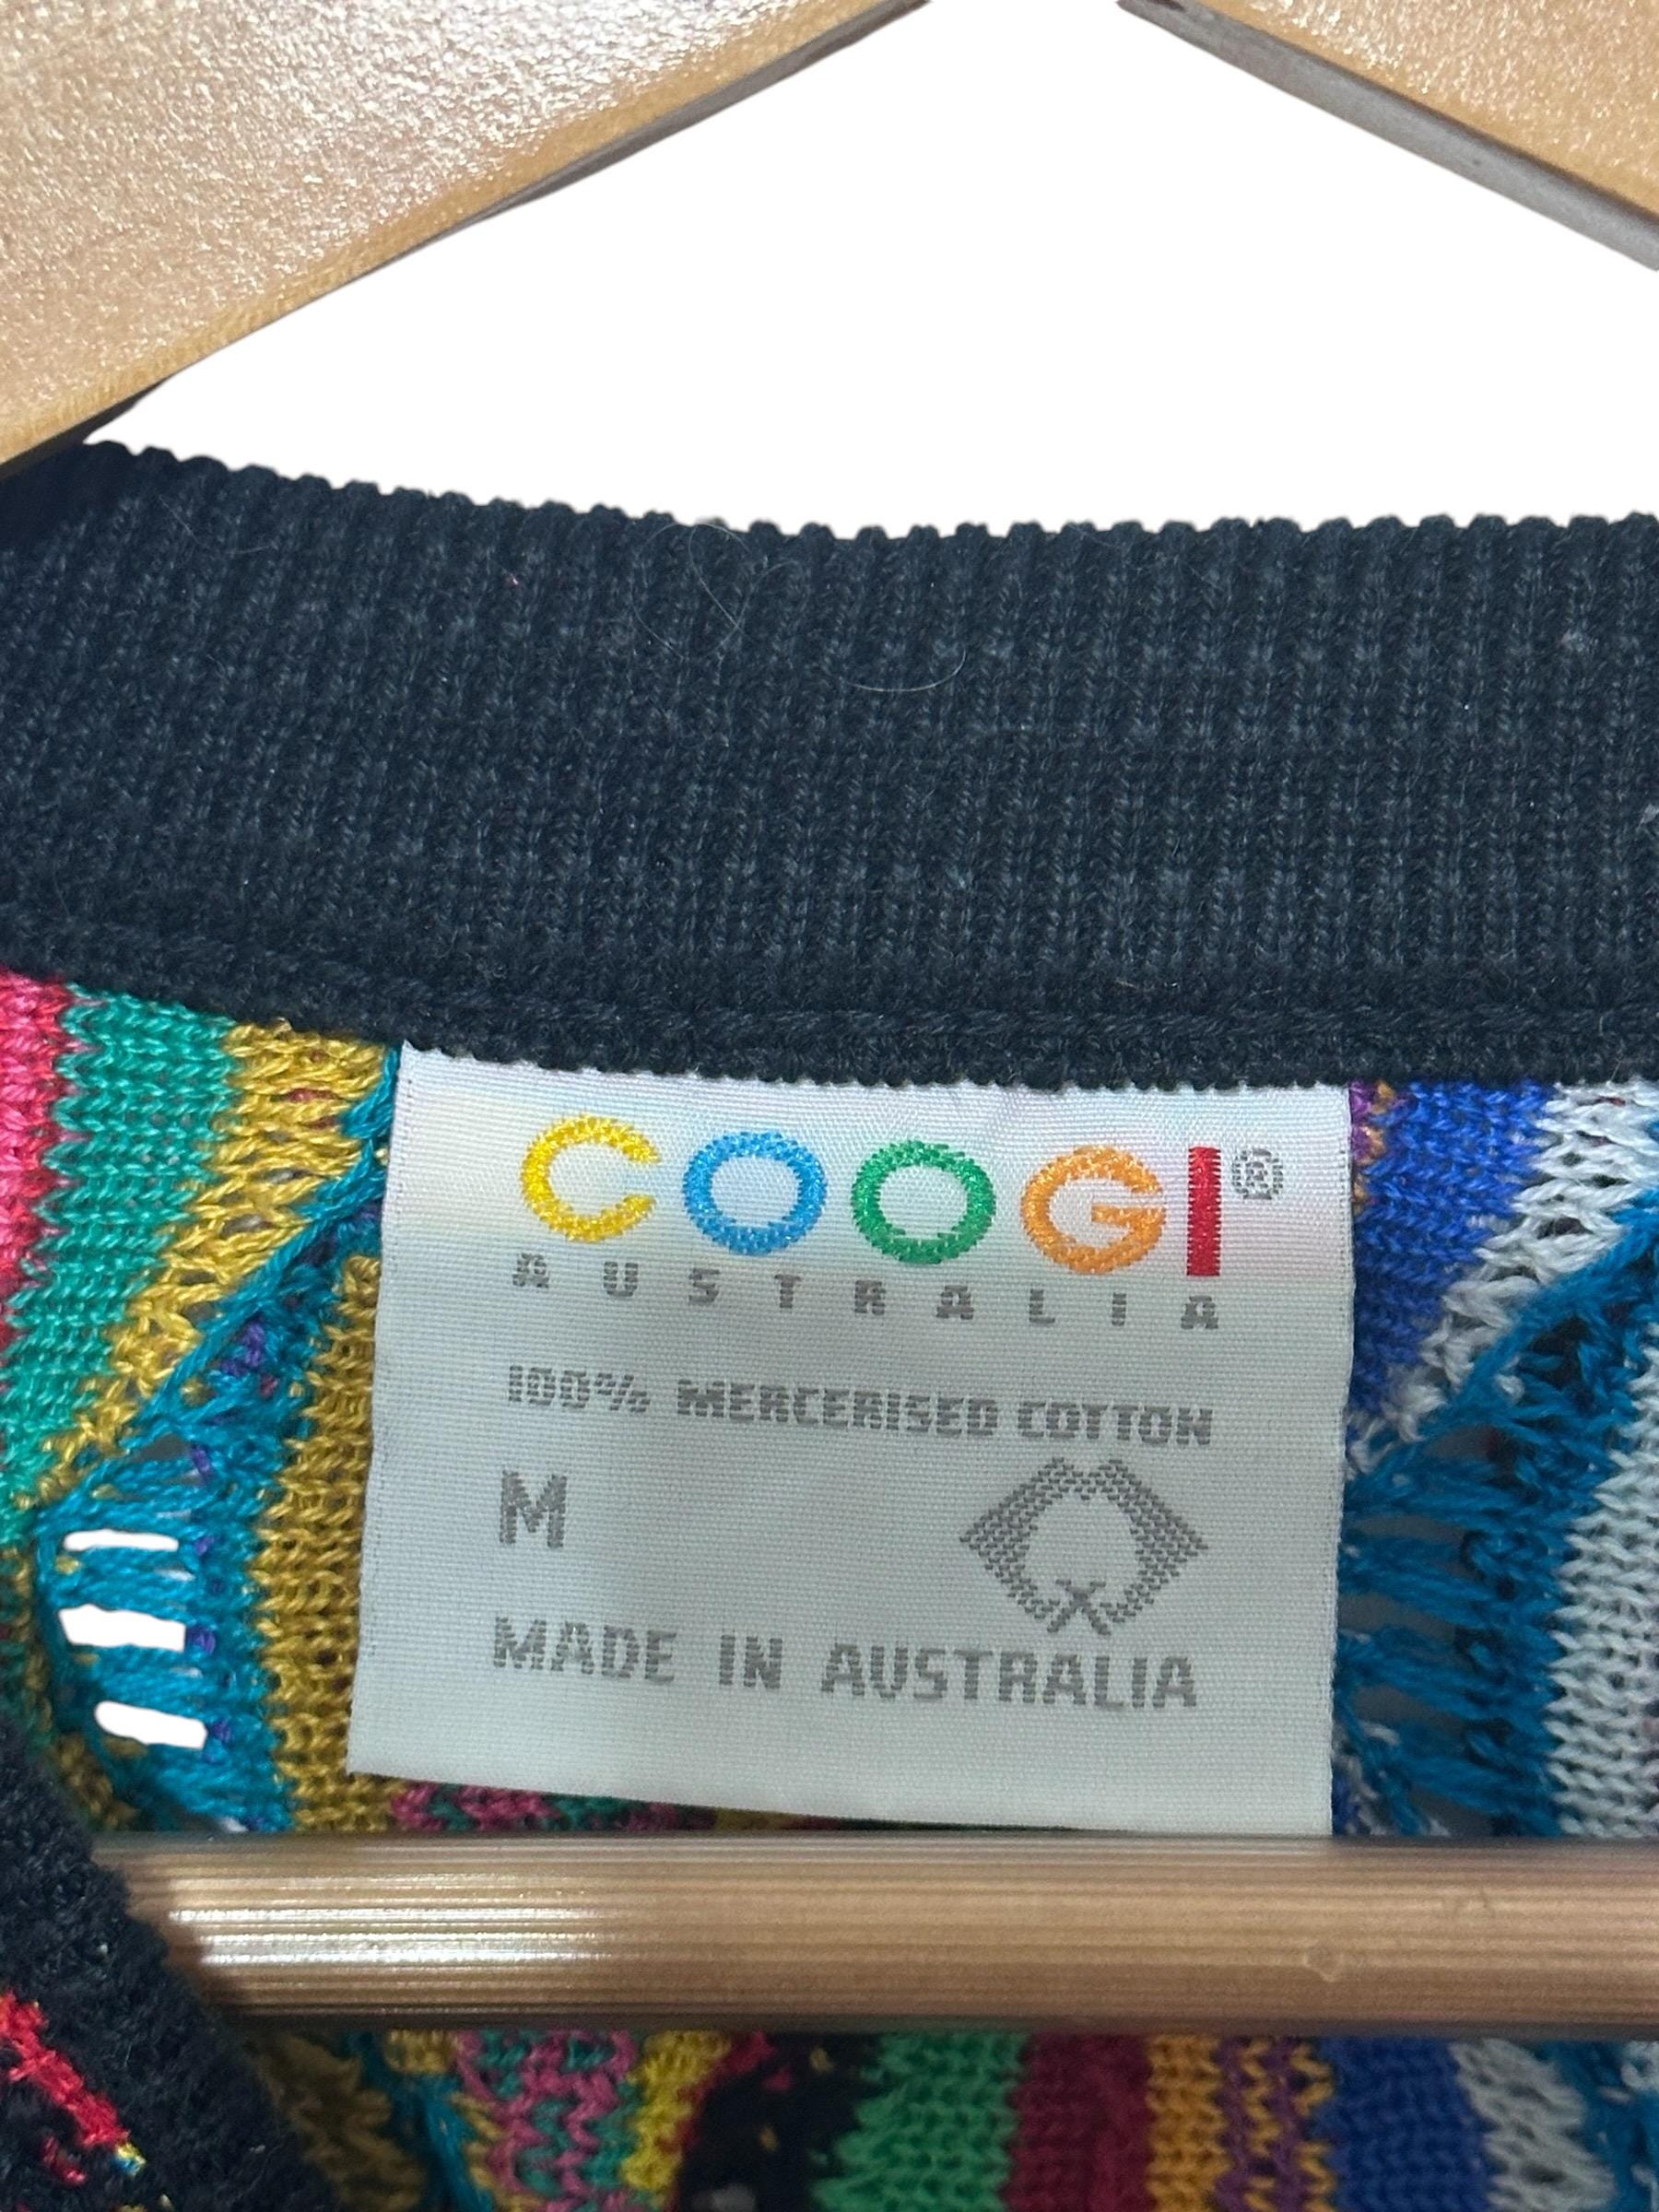 COOGI®
AUSTRALIA
100% MERCERISED COTTON
M
MADE IN AUSTRALIA